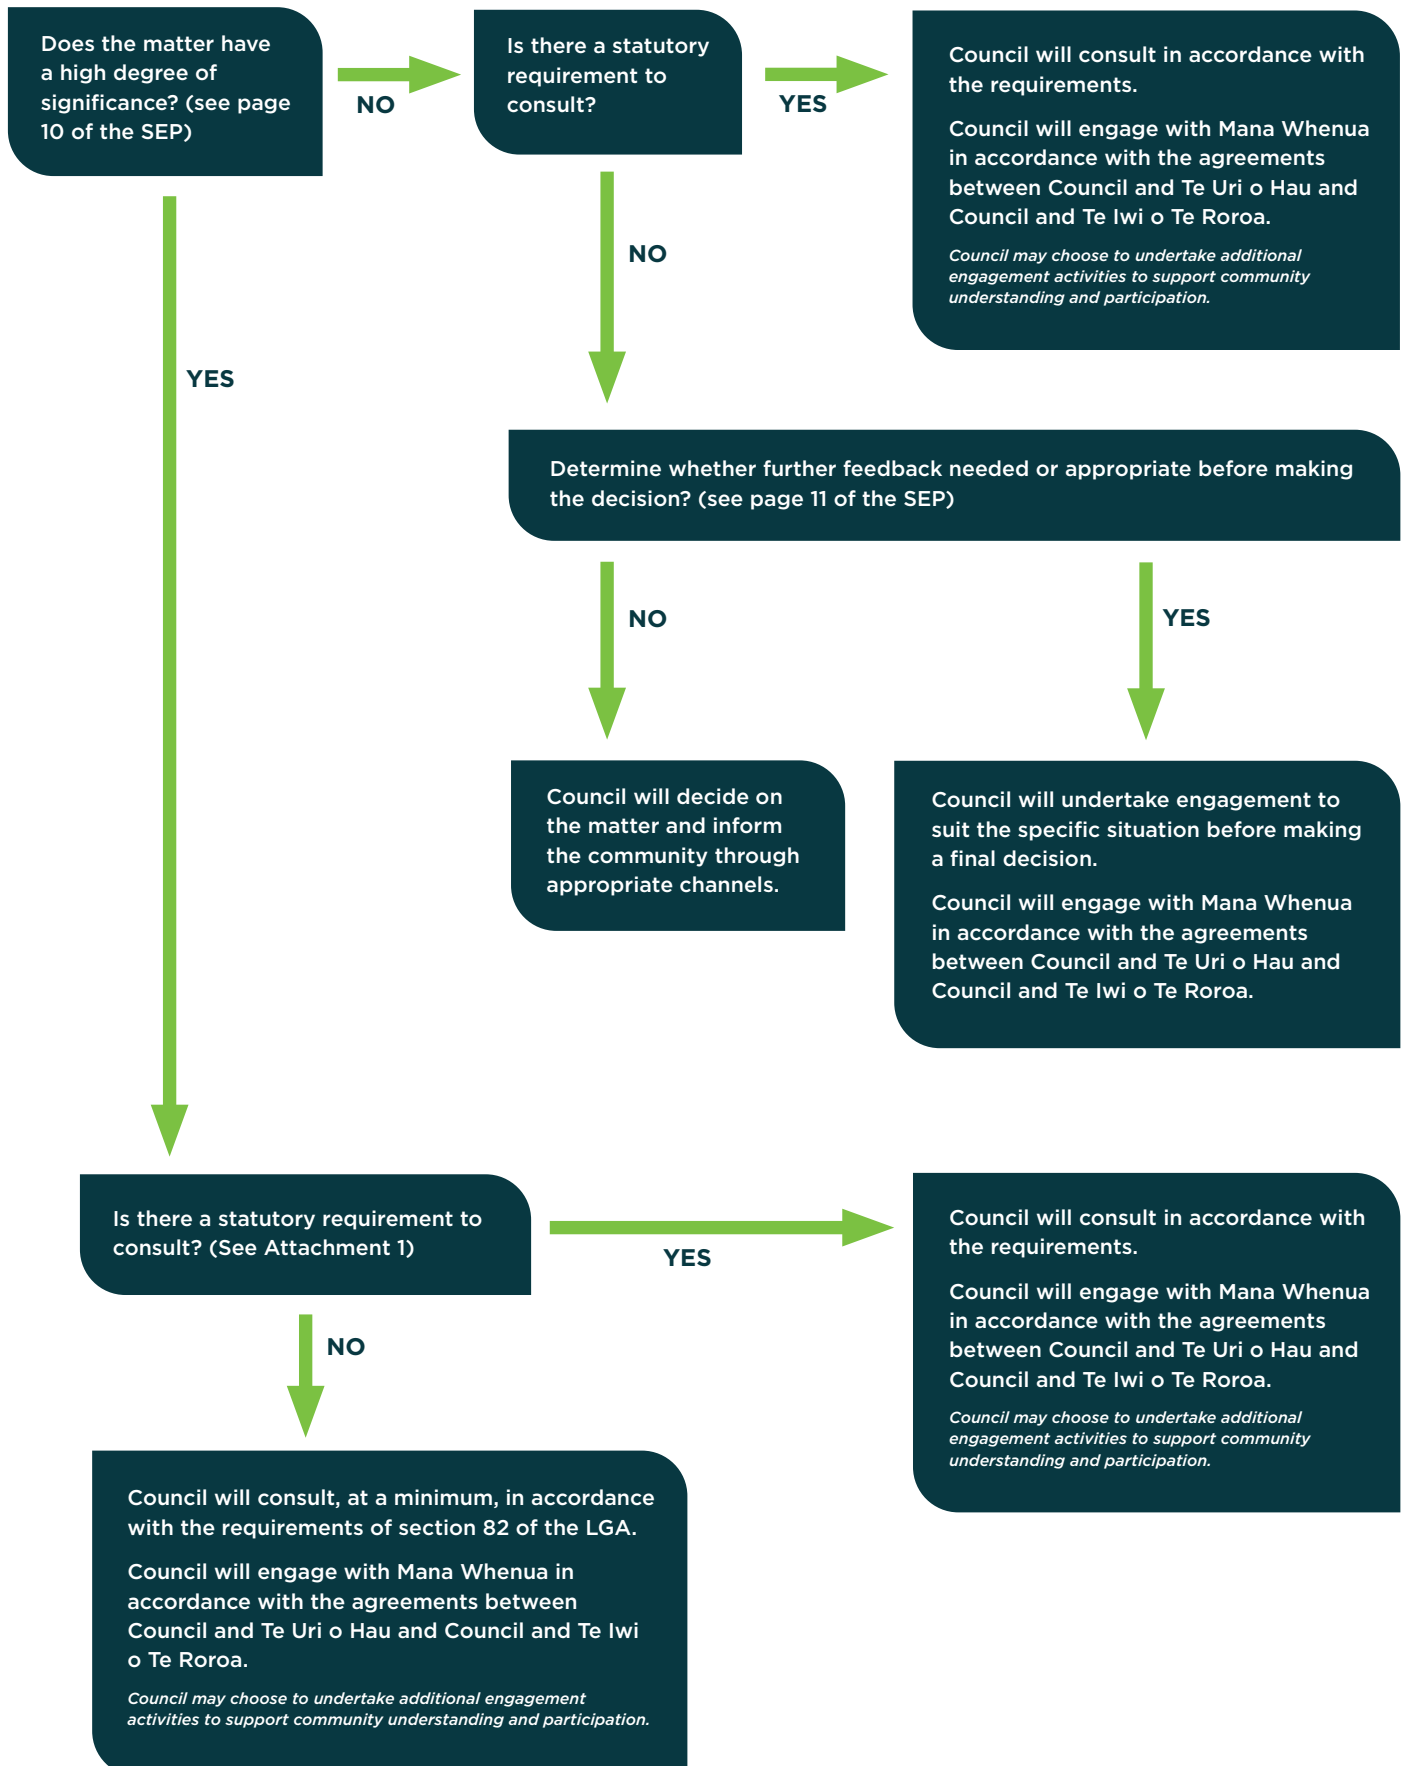 Does the matter have
a high degree of
significance? (see page
10 of the SEP)
NO
Is there a statutory
requirement to
consult?
YES
Council will consult in accordance with
the requirements.
Council will engage with Mana Whenua
in accordance with the agreements
between Council and Te Uri o Hau and
Council and Te Iwi o Te Roroa.
Council may choose to undertake additional
engagement activities to support community
understanding and participation.
NO
YES
Determine whether further feedback needed or appropriate before making
the decision? (see page 11 of the SEP)
NO
YES
Council will decide on
the matter and inform
the community through
appropriate channels.
Council will undertake engagement to
suit the specific situation before making
a final decision.
Council will engage with Mana Whenua
in accordance with the agreements
between Council and Te Uri o Hau and
Council and Te Iwi o Te Roroa.
Is there a statutory requirement to
consult? (See Attachment 1)
YES
Council will consult in accordance with
the requirements.
Council will engage with Mana Whenua
in accordance with the agreements
between Council and Te Uri o Hau and
Council and Te Iwi o Te Roroa.
Council may choose to undertake additional
engagement activities to support community
understanding and participation.
NO
Council will consult, at a minimum, in accordance
with the requirements of section 82 of the LGA.
Council will engage with Mana Whenua in
accordance with the agreements between
Council and Te Uri o Hau and Council and Te Iwi
o Te Roroa.
Council may choose to undertake additional engagement
activities to support community understanding and participation.